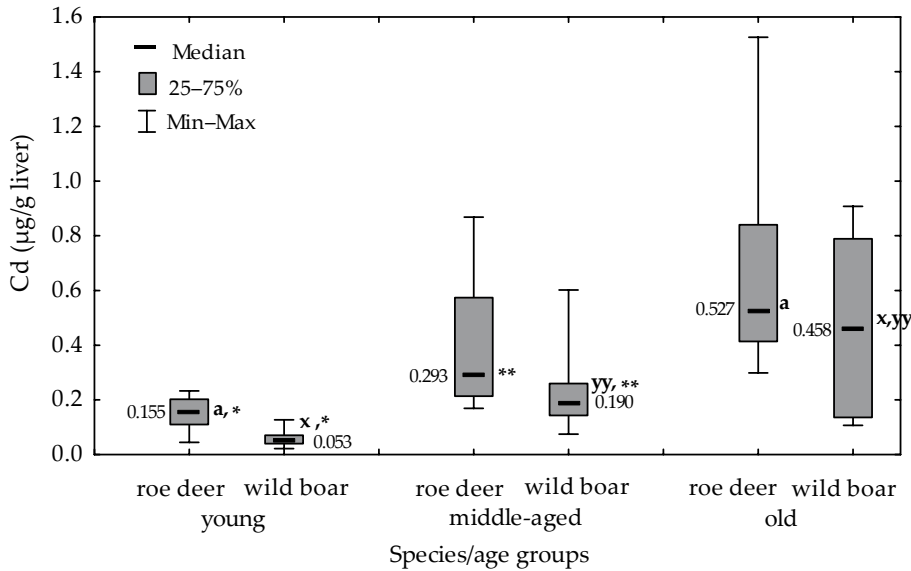 1.6
1.4
1.2
1.0
0.8
0.6
0.4
0.2
0.0
Cd (µg/g liver)
Median
25–75%
Min–Max
0.155
a, *
x ,*
0.053
0.293
**
yy, **
0.190
0.527
a
0.458
x,yy
roe deer wild boar roe deer wild boar roe deer wild boar
young middle-aged old
Species/age groups